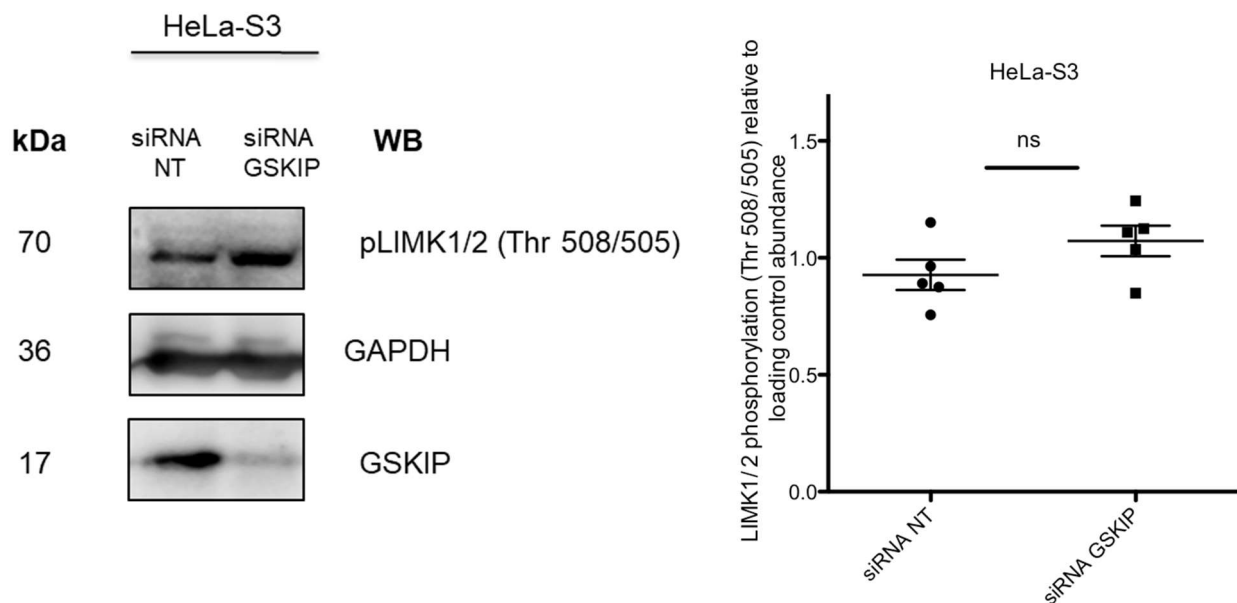 HeLa-S3
kDa
siRNA NT
siRNA GSKIP
WB
70
pLIMK1/2 (Thr 508/505)
36
GAPDH
17
GSKIP
LIMK1/2 phosphorylation (Thr 508/505) relative to
loading control abundance
HeLa-S3
ns
1.5
1.0
0.5
0.0
siRNA NT
siRNA GSKIP